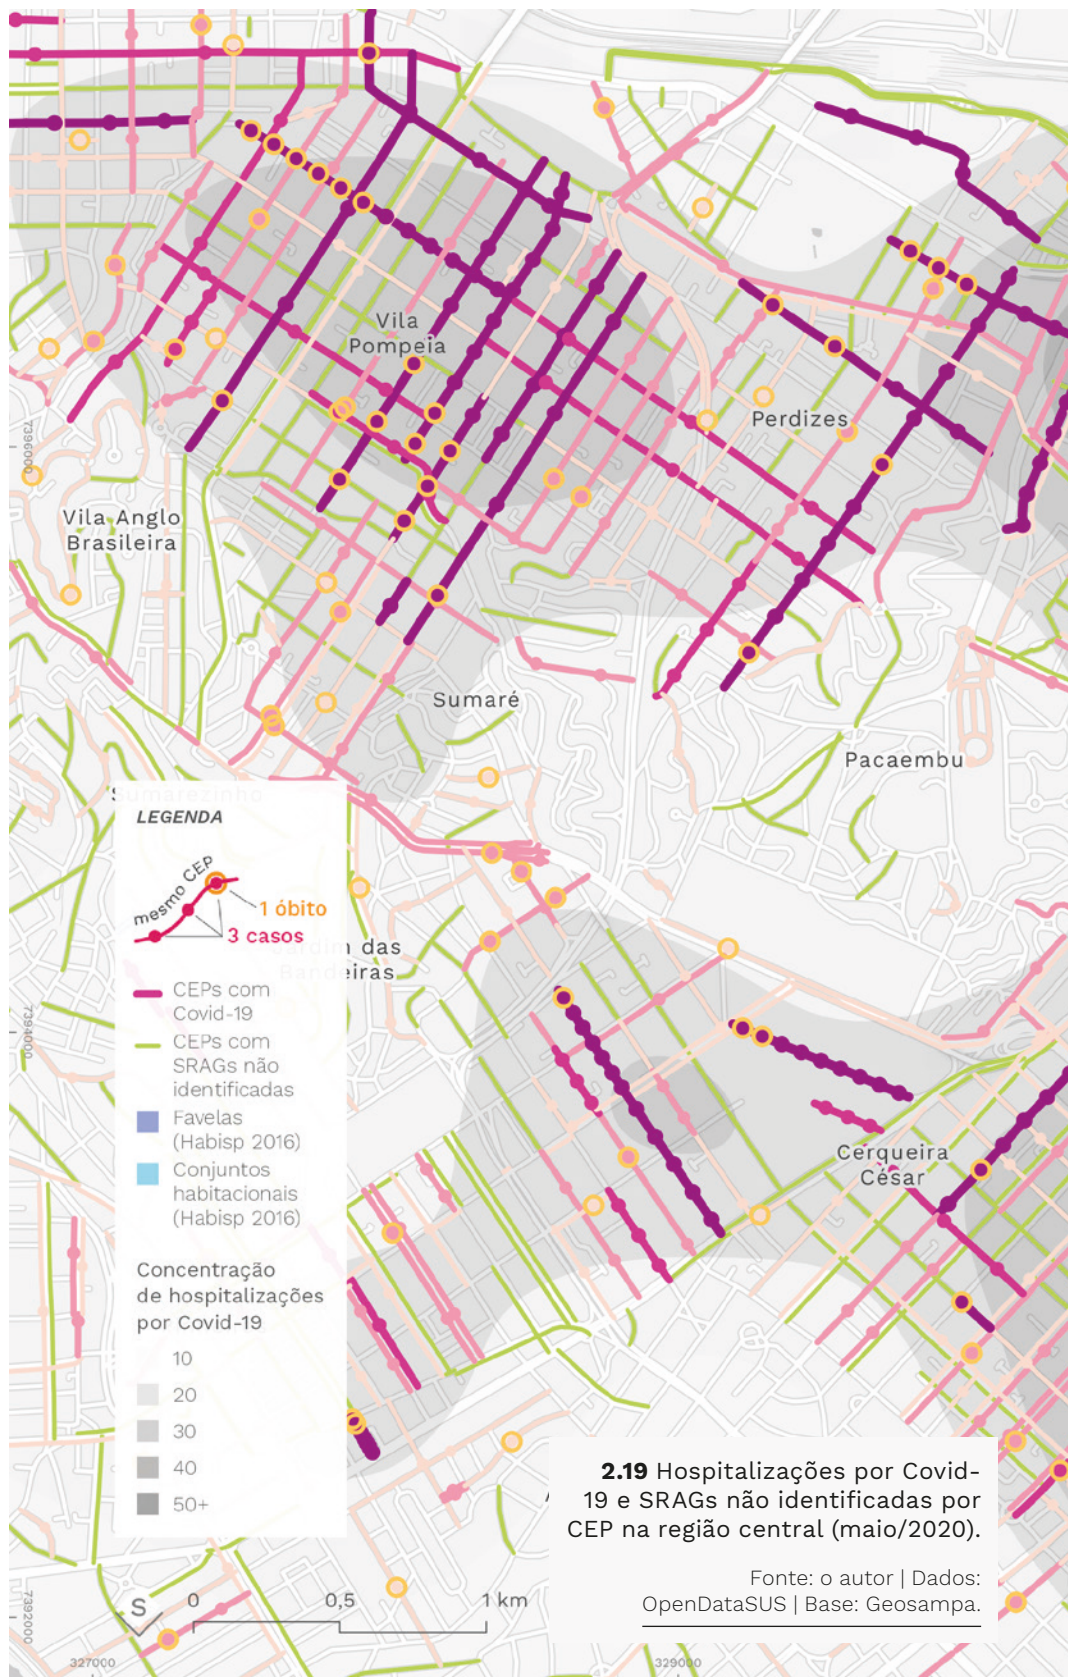 Vila
Pompeia
Perdizes
7396000
Vila Anglo
Brasileira
Sumaré
Pacaembu
Sumarezinho
LEGENDA
mesmo CEP
1 óbito
3 casos
Jardim das
Bandeiras
CEPs com
Covid-19
CEPs com
SRAGs não
identificadas
Favelas
(Habisp 2016)
Conjuntos
habitacionais
(Habisp 2016)
7394000
Cerqueira
César
Concentração
de hospitalizações
por Covid-19
10
20
30
40
50+
2.19 Hospitalizações por Covid-
19 e SRAGs não identificadas por
CEP na região central (maio/2020).
Fonte: o autor | Dados:
OpenDataSUS | Base: Geosampa.
7392000
S
0 0,5 1 km
327000
329000